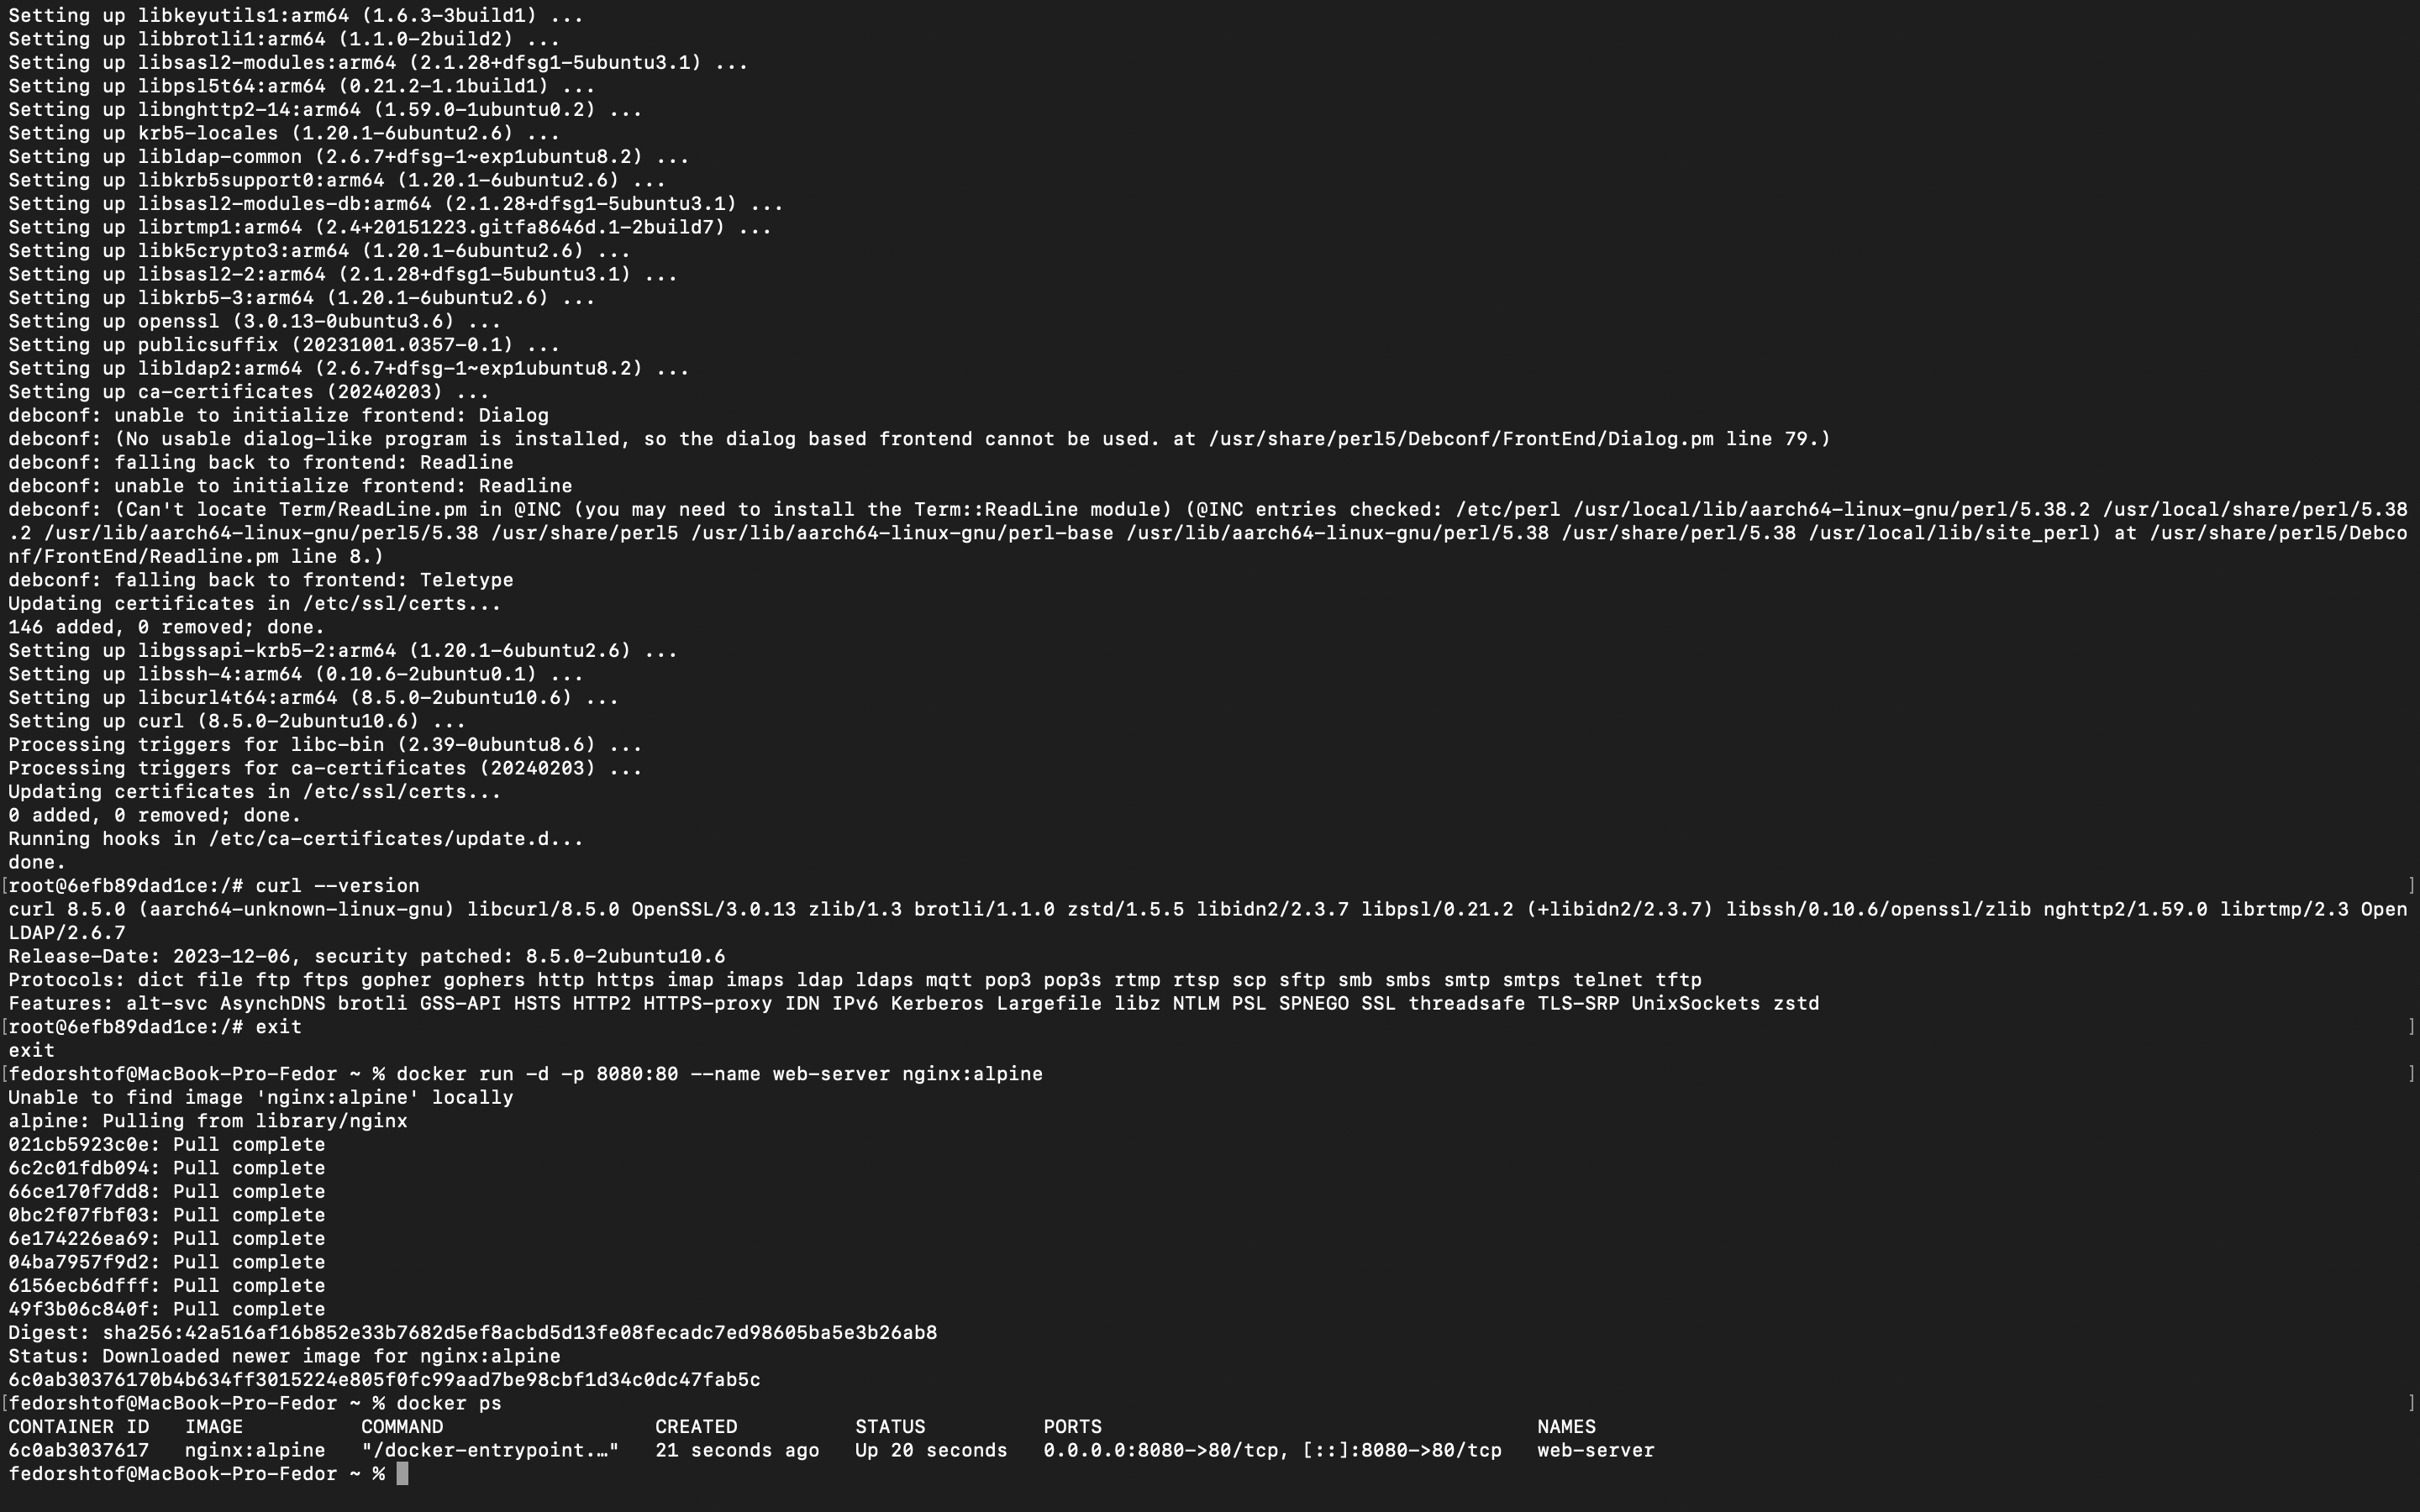 Setting up libkeyutils1:arm64 (1.6.3-3build1) ...
Setting up libbrotli1:arm64 (1.1.0-2build2) ...
Setting up libsasl2-modules:arm64 (2.1.28+dfsg1-5ubuntu3.1) ...
Setting up libpsl5t64:arm64 (0.21.2-1.1build1) ...
Setting up libnghttp2-14:arm64 (1.59.0-1ubuntu0.2) ...
Setting up krb5-locales (1.20.1-6ubuntu2.6) ...
Setting up libldap-common (2.6.7+dfsg-1~exp1ubuntu8.2) ...
Setting up libkrb5support0:arm64 (1.20.1-6ubuntu2.6) ...
Setting up libsasl2-modules-db:arm64 (2.1.28+dfsg1-5ubuntu3.1) ...
Setting up librtmp1:arm64 (2.4+20151223.gitfa8646d.1-2build7) ...
Setting up libk5crypto3:arm64 (1.20.1-6ubuntu2.6) ...
Setting up libsasl2-2:arm64 (2.1.28+dfsg1-5ubuntu3.1) ...
Setting up libkrb5-3:arm64 (1.20.1-6ubuntu2.6) ...
Setting up openssl (3.0.13-0ubuntu3.6) ...
Setting up publicsuffix (20231001.0357-0.1) ...
Setting up libldap2:arm64 (2.6.7+dfsg-1~exp1ubuntu8.2) ...
Setting up ca-certificates (20240203) ...
debconf: unable to initialize frontend: Dialog
debconf: (No usable dialog-like program is installed, so the dialog based frontend cannot be used. at /usr/share/perl5/Debconf/FrontEnd/Dialog.pm line 79.)
debconf: falling back to frontend: Readline
debconf: unable to initialize frontend: Readline
debconf: (Can't locate Term/ReadLine.pm in @INC (you may need to install the Term::ReadLine module) (@INC entries checked: /etc/perl /usr/local/lib/aarch64-linux-gnu/perl/5.38.2 /usr/local/share/perl/5.38
.2 /usr/lib/aarch64-linux-gnu/perl5/5.38 /usr/share/perl5 /usr/lib/aarch64-linux-gnu/perl-base /usr/lib/aarch64-linux-gnu/perl/5.38 /usr/share/perl/5.38 /usr/local/lib/site_perl) at /usr/share/perl5/Debco
nf/FrontEnd/Readline.pm line 8.)
debconf: falling back to frontend: Teletype
Updating certificates in /etc/ssl/certs...
146 added, 0 removed; done.
Setting up libgssapi-krb5-2:arm64 (1.20.1-6ubuntu2.6) ...
Setting up libssh-4:arm64 (0.10.6-2ubuntu0.1) ...
Setting up libcurl4t64:arm64 (8.5.0-2ubuntu10.6) ...
Setting up curl (8.5.0-2ubuntu10.6) ...
Processing triggers for libc-bin (2.39-0ubuntu8.6) ...
Processing triggers for ca-certificates (20240203) ...
Updating certificates in /etc/ssl/certs...
0 added, 0 removed; done.
Running hooks in /etc/ca-certificates/update.d...
done.
[root@6efb89dad1ce:/# curl --version ]
curl 8.5.0 (aarch64-unknown-linux-gnu) libcurl/8.5.0 OpenSSL/3.0.13 zlib/1.3 brotli/1.1.0 zstd/1.5.5 libidn2/2.3.7 libpsl/0.21.2 (+libidn2/2.3.7) libssh/0.10.6/openssl/zlib nghttp2/1.59.0 librtmp/2.3 Open
LDAP/2.6.7
Release-Date: 2023-12-06, security patched: 8.5.0-2ubuntu10.6
Protocols: dict file ftp ftps gopher gophers http https imap imaps ldap ldaps mqtt pop3 pop3s rtmp rtsp scp sftp smb smbs smtp smtps telnet tftp
Features: alt-svc AsynchDNS brotli GSS-API HSTS HTTP2 HTTPS-proxy IDN IPv6 Kerberos Largefile libz NTLM PSL SPNEGO SSL threadsafe TLS-SRP UnixSockets zstd
[root@6efb89dad1ce:/# exit ]
exit
[fedorshtof@MacBook-Pro-Fedor ~ % docker run -d -p 8080:80 --name web-server nginx:alpine ]
Unable to find image 'nginx:alpine' locally
alpine: Pulling from library/nginx
021cb5923c0e: Pull complete
6c2c01fdb094: Pull complete
66ce170f7dd8: Pull complete
0bc2f07fbf03: Pull complete
6e174226ea69: Pull complete
04ba7957f9d2: Pull complete
6156ecb6dfff: Pull complete
49f3b06c840f: Pull complete
Digest: sha256:42a516af16b852e33b7682d5ef8acbd5d13fe08fecadc7ed98605ba5e3b26ab8
Status: Downloaded newer image for nginx:alpine
6c0ab30376170b4b634ff3015224e805f0fc99aad7be98cbf1d34c0dc47fab5c
[fedorshtof@MacBook-Pro-Fedor ~ % docker ps ]
CONTAINER ID   IMAGE          COMMAND                  CREATED          STATUS          PORTS                                     NAMES
6c0ab3037617   nginx:alpine   "/docker-entrypoint.…"   21 seconds ago   Up 20 seconds   0.0.0.0:8080->80/tcp, [::]:8080->80/tcp   web-server
fedorshtof@MacBook-Pro-Fedor ~ %